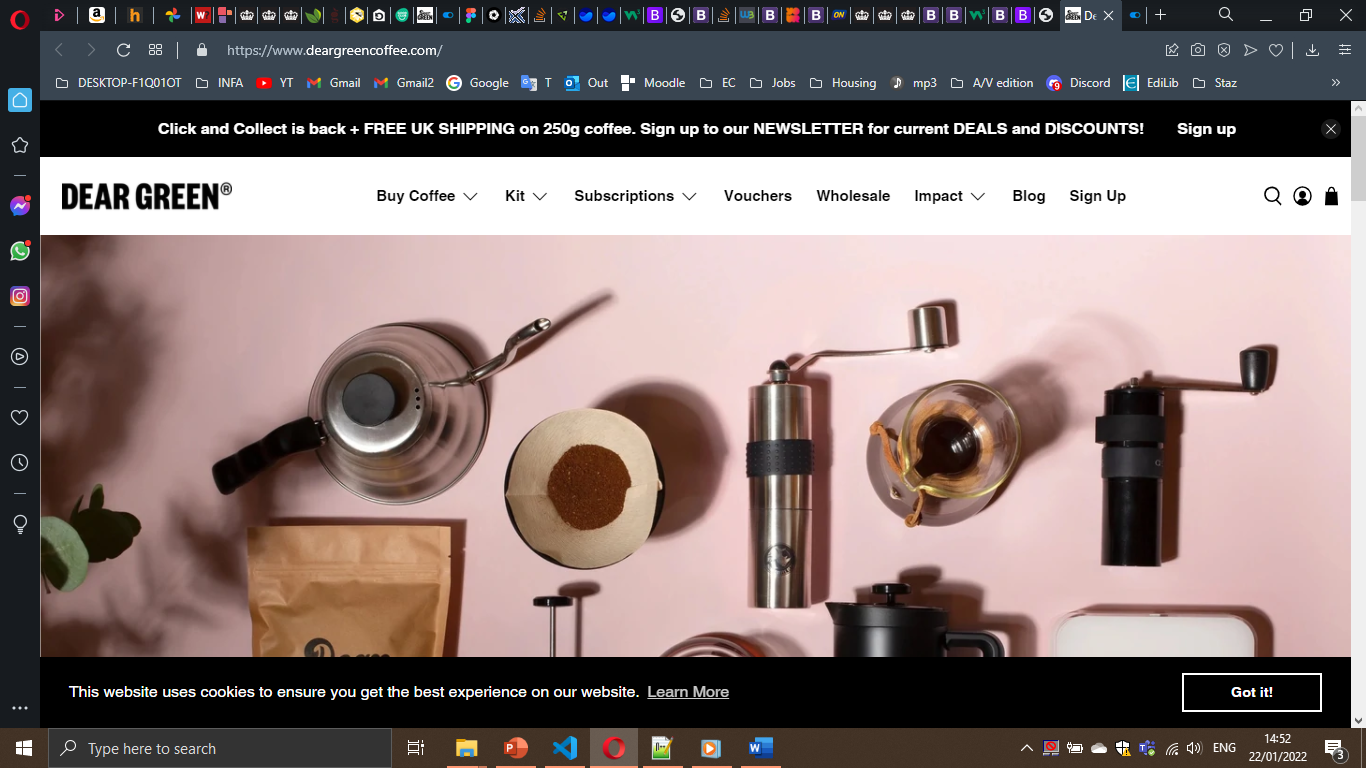 De
https://www.deargreencoffee.com/
DESKTOP-F1Q01OT INFA YT Gmail Gmail2 Google T Out Moodle EC Jobs Housing mp3 A/V edition Discord EdiLib Staz »
Click and Collect is back + FREE UK SHIPPING on 250g coffee. Sign up to our NEWSLETTER for current DEALS and DISCOUNTS! Sign up
DEAR GREEN® Buy Coffee Kit Subscriptions Vouchers Wholesale Impact Blog Sign Up
This website uses cookies to ensure you get the best experience on our website. Learn More Got it!
Type here to search ENG 14:52
22/01/2022 3